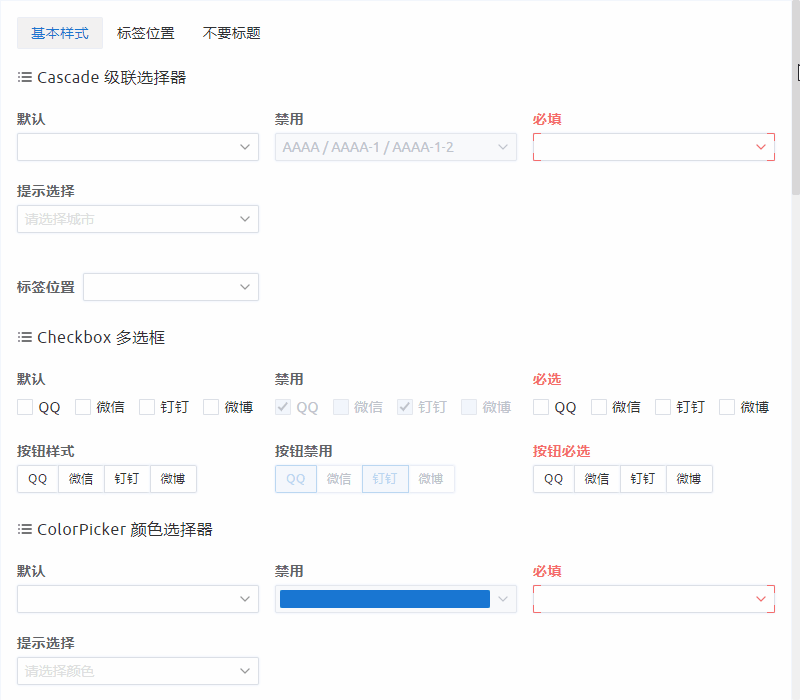 基本样式 标签位置 不要标题
Cascade 级联选择器
默认 禁用 必填
AAAA / AAAA-1 / AAAA-1-2
提示选择
请选择城市
标签位置
Checkbox 多选框
默认 禁用 必选
QQ 微信 钉钉 微博 QQ 微信 钉钉 微博 QQ 微信 钉钉 微博
按钮样式 按钮禁用 按钮必选
QQ 微信 钉钉 微博 QQ 微信 钉钉 微博 QQ 微信 钉钉 微博
ColorPicker 颜色选择器
默认 禁用 必填
提示选择
请选择颜色